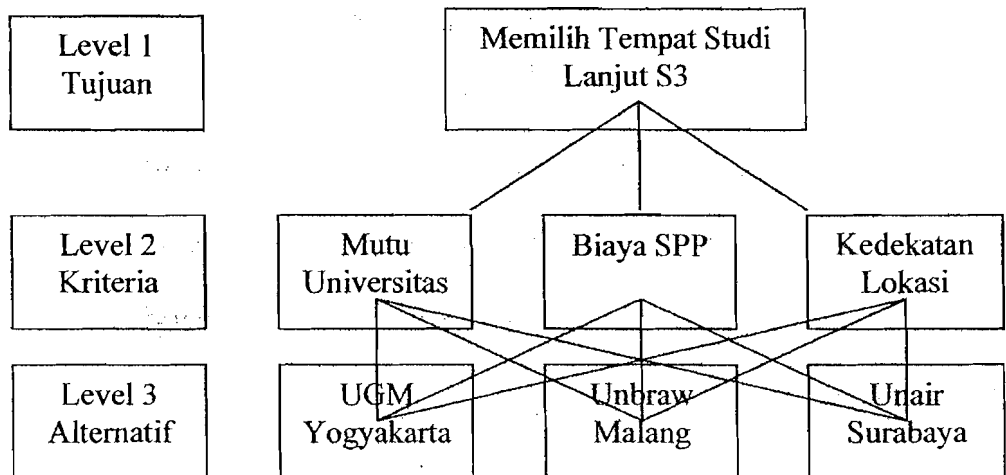 Level 1
Tujuan
Memilih Tempat Studi
Lanjut S3
Level 2
Kriteria
Mutu
Universitas
Biaya SPP
Kedekatan
Lokasi
Level 3
Alternatif
UGM
Yogyakarta
Unbraw
Malang
Unair
Surabaya